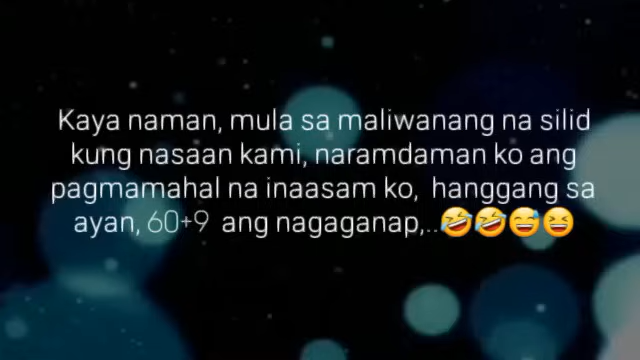 Kaya naman, mula sa maliwanang na silid
kung nasaan kami, naramdaman ko ang
pagmamahal na inaasam ko, hanggang sa
ayan, 60+9 ang nagaganap,..🤣🤣😅😆